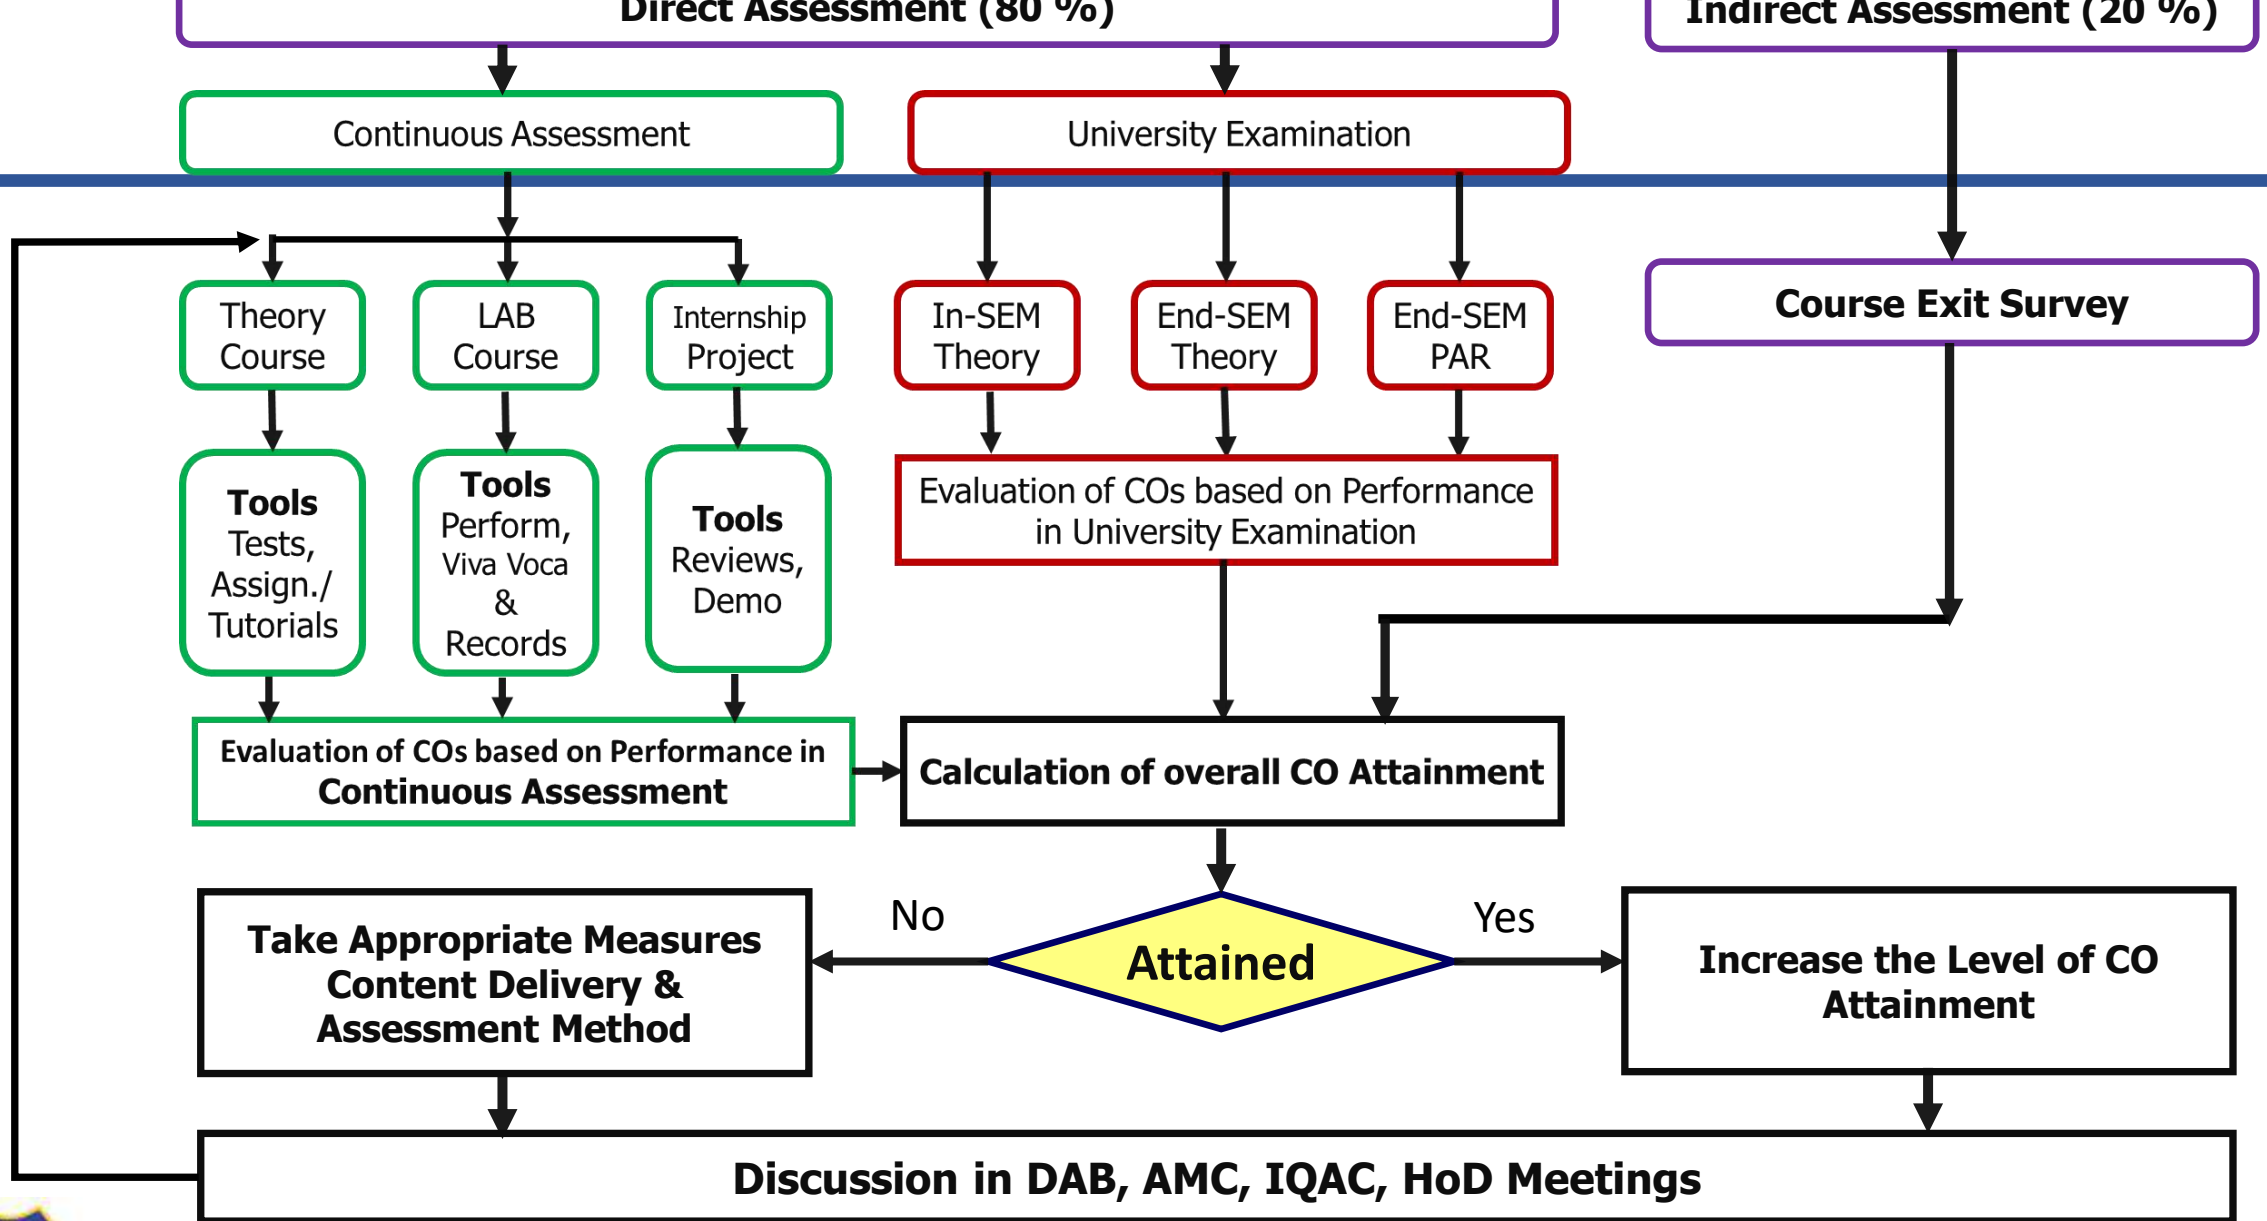 Direct Assessment (80 %)
Indirect Assessment (20 %)
Continuous Assessment
University Examination
Theory
Course
LAB
Course
Internship
Project
In-SEM
Theory
End-SEM
Theory
End-SEM
PAR
Course Exit Survey
Tools
Tests,
Assign./
Tutorials
Tools
Perform,
Viva Voca
&
Records
Tools
Reviews,
Demo
Evaluation of COs based on Performance
in University Examination
Evaluation of COs based on Performance in
Continuous Assessment
Calculation of overall CO Attainment
No
Attained
Yes
Take Appropriate Measures
Content Delivery &
Assessment Method
Increase the Level of CO
Attainment
Discussion in DAB, AMC, IQAC, HoD Meetings